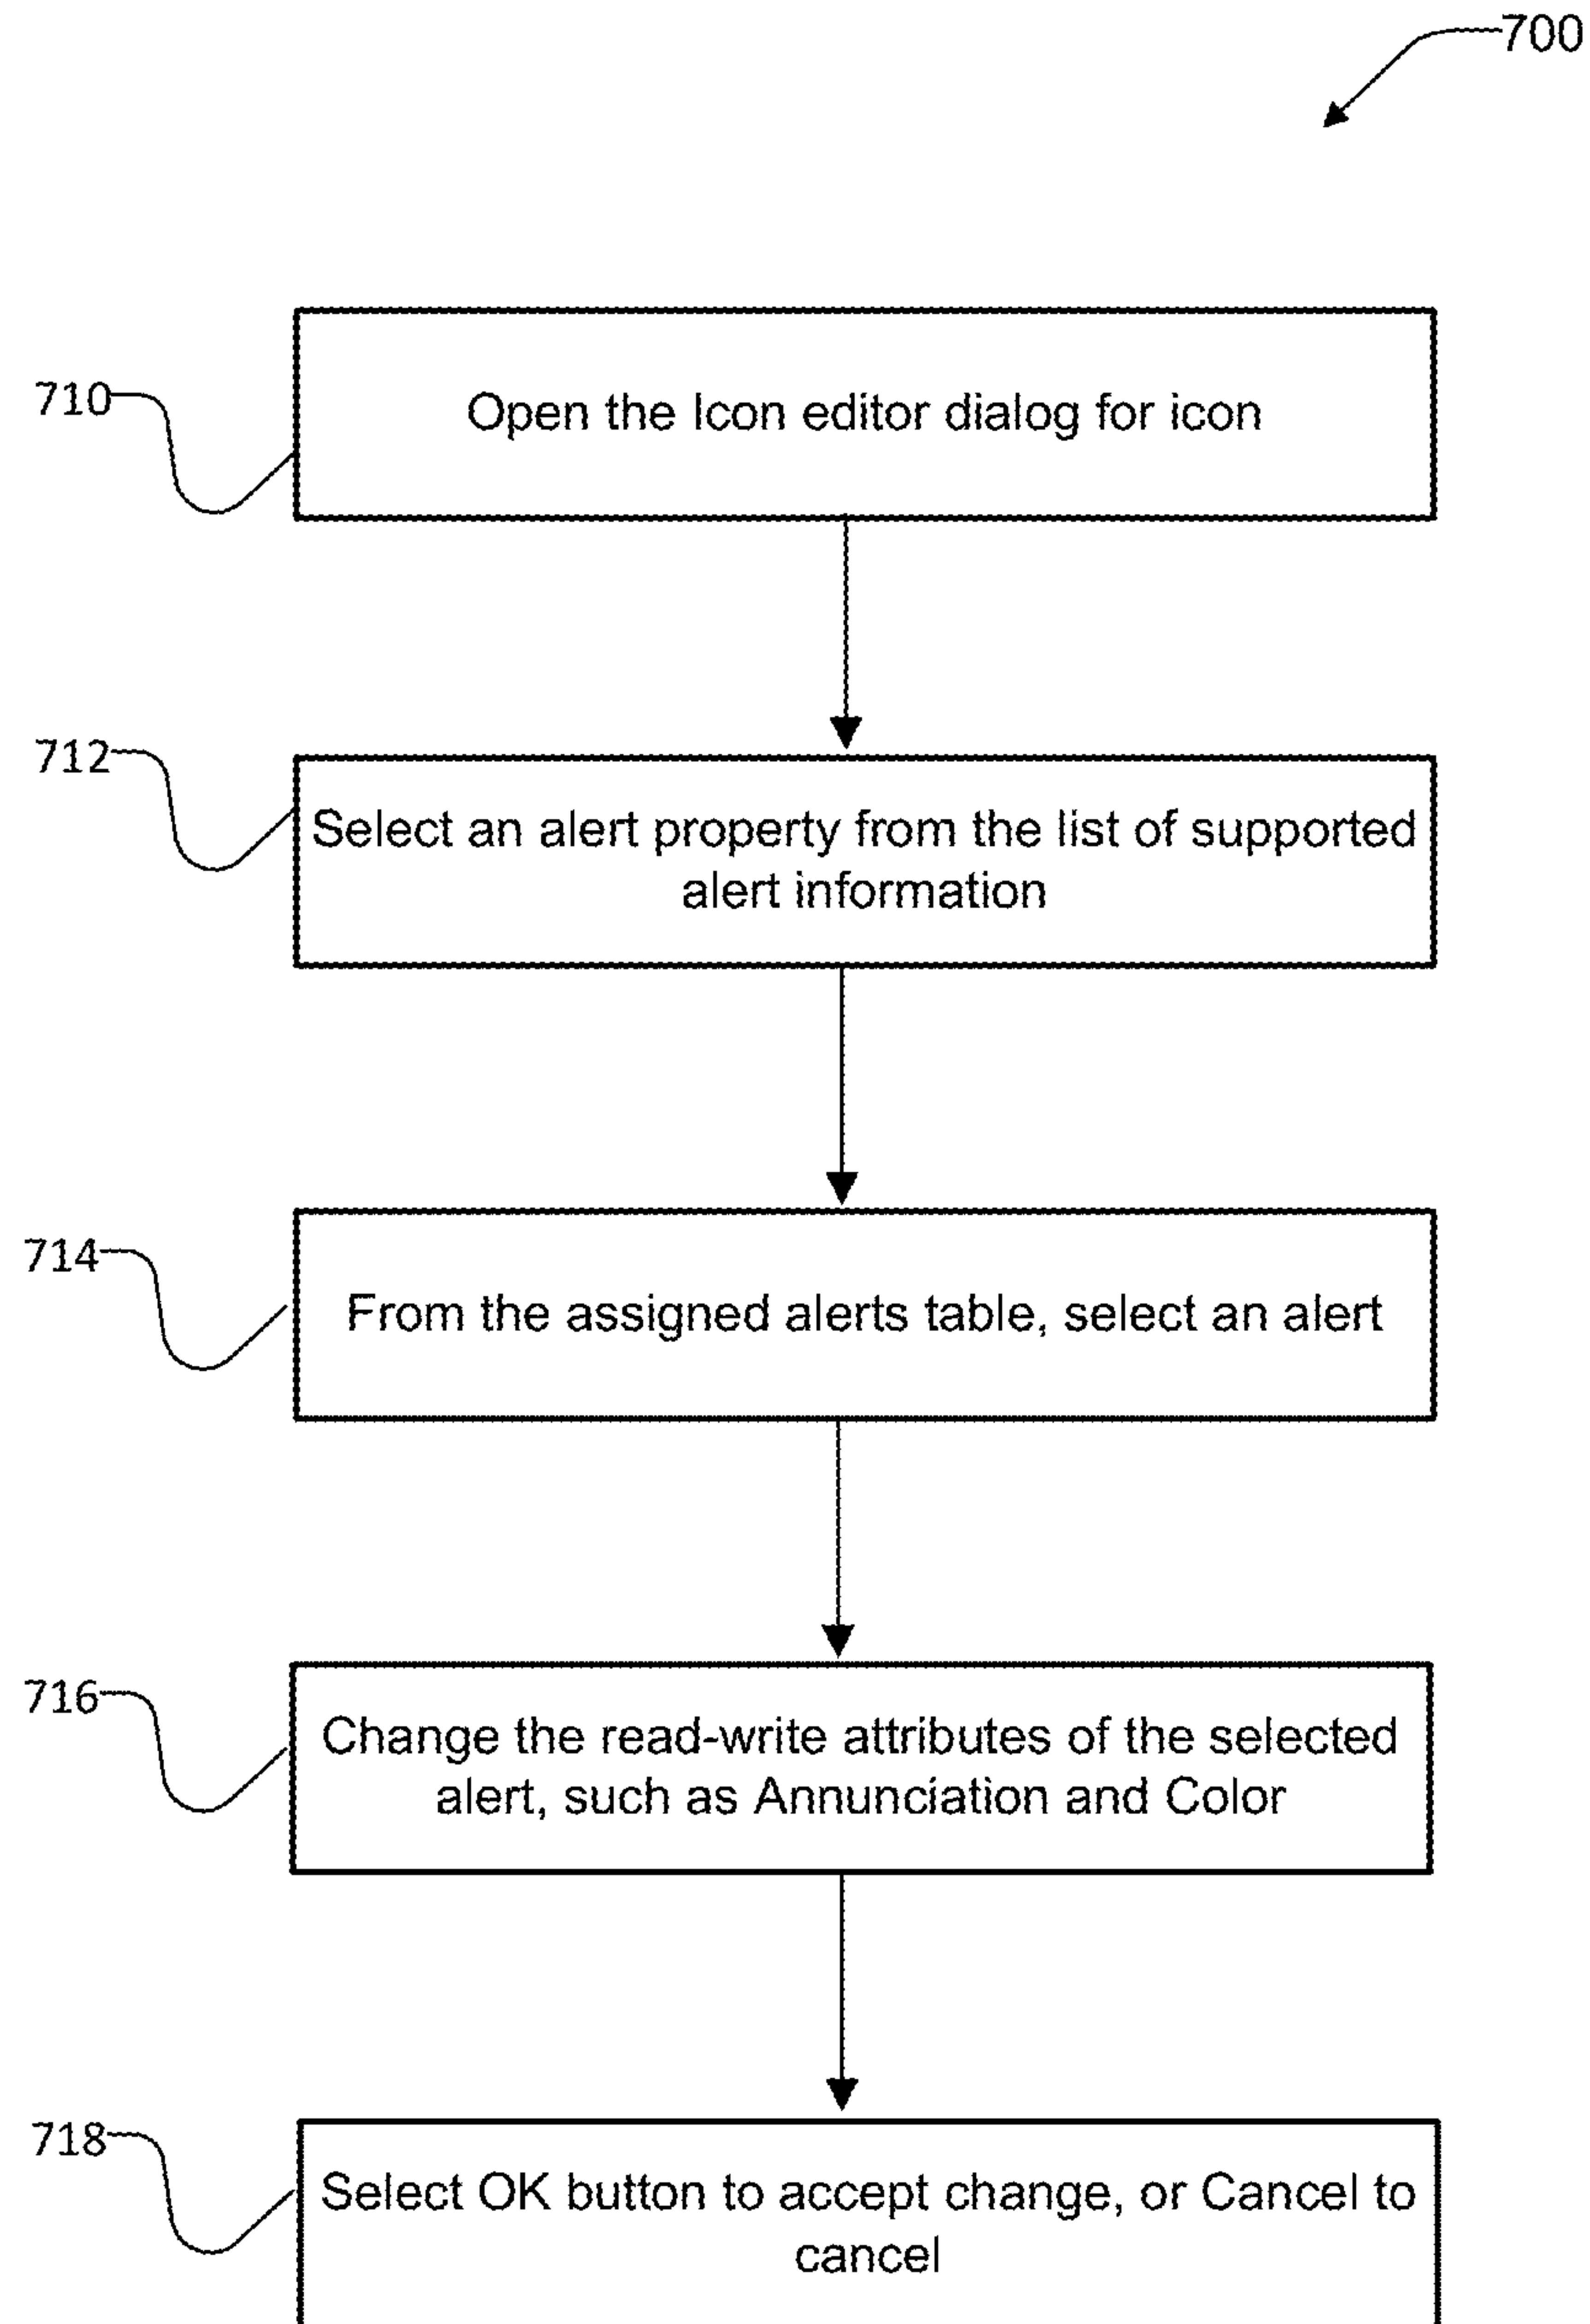 700
710
Open the Icon editor dialog for icon
712
Select an alert property from the list of supported
alert information
714
From the assigned alerts table, select an alert
716
Change the read-write attributes of the selected
alert, such as Annunciation and Color
718
Select OK button to accept change, or Cancel to
cancel